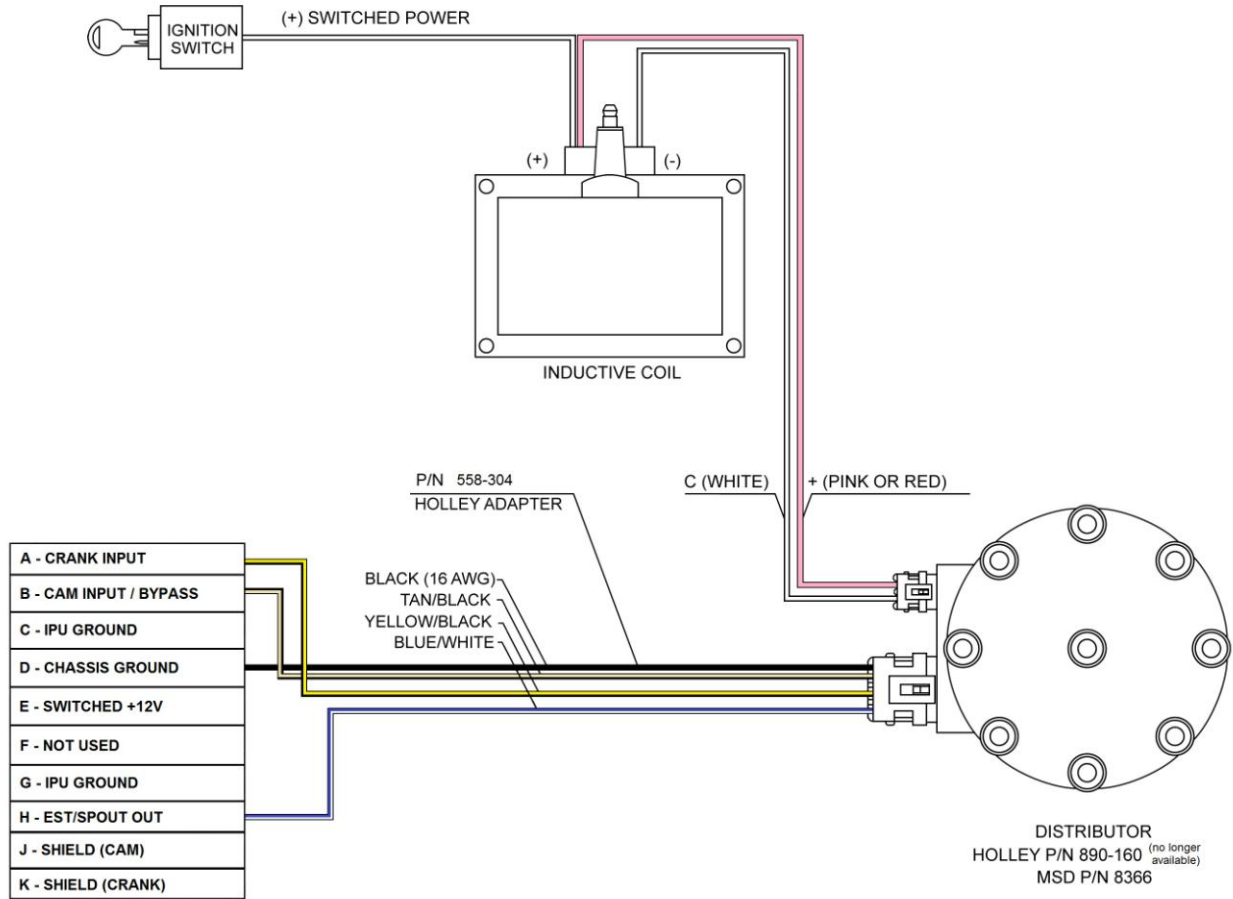 (+) SWITCHED POWER
IGNITION
SWITCH
(+)
(-)
INDUCTIVE COIL
P/N 558-304
HOLLEY ADAPTER
C (WHITE)
+ (PINK OR RED)
BLACK (16 AWG)
TAN/BLACK
YELLOW/BLACK
BLUE/WHITE
A - CRANK INPUT
B - CAM INPUT / BYPASS
C - IPU GROUND
D - CHASSIS GROUND
E - SWITCHED +12V
F - NOT USED
G - IPU GROUND
H - EST/SPOUT OUT
J - SHIELD (CAM)
K - SHIELD (CRANK)
DISTRIBUTOR
HOLLEY P/N 890-160 (no longer
available)
MSD P/N 8366